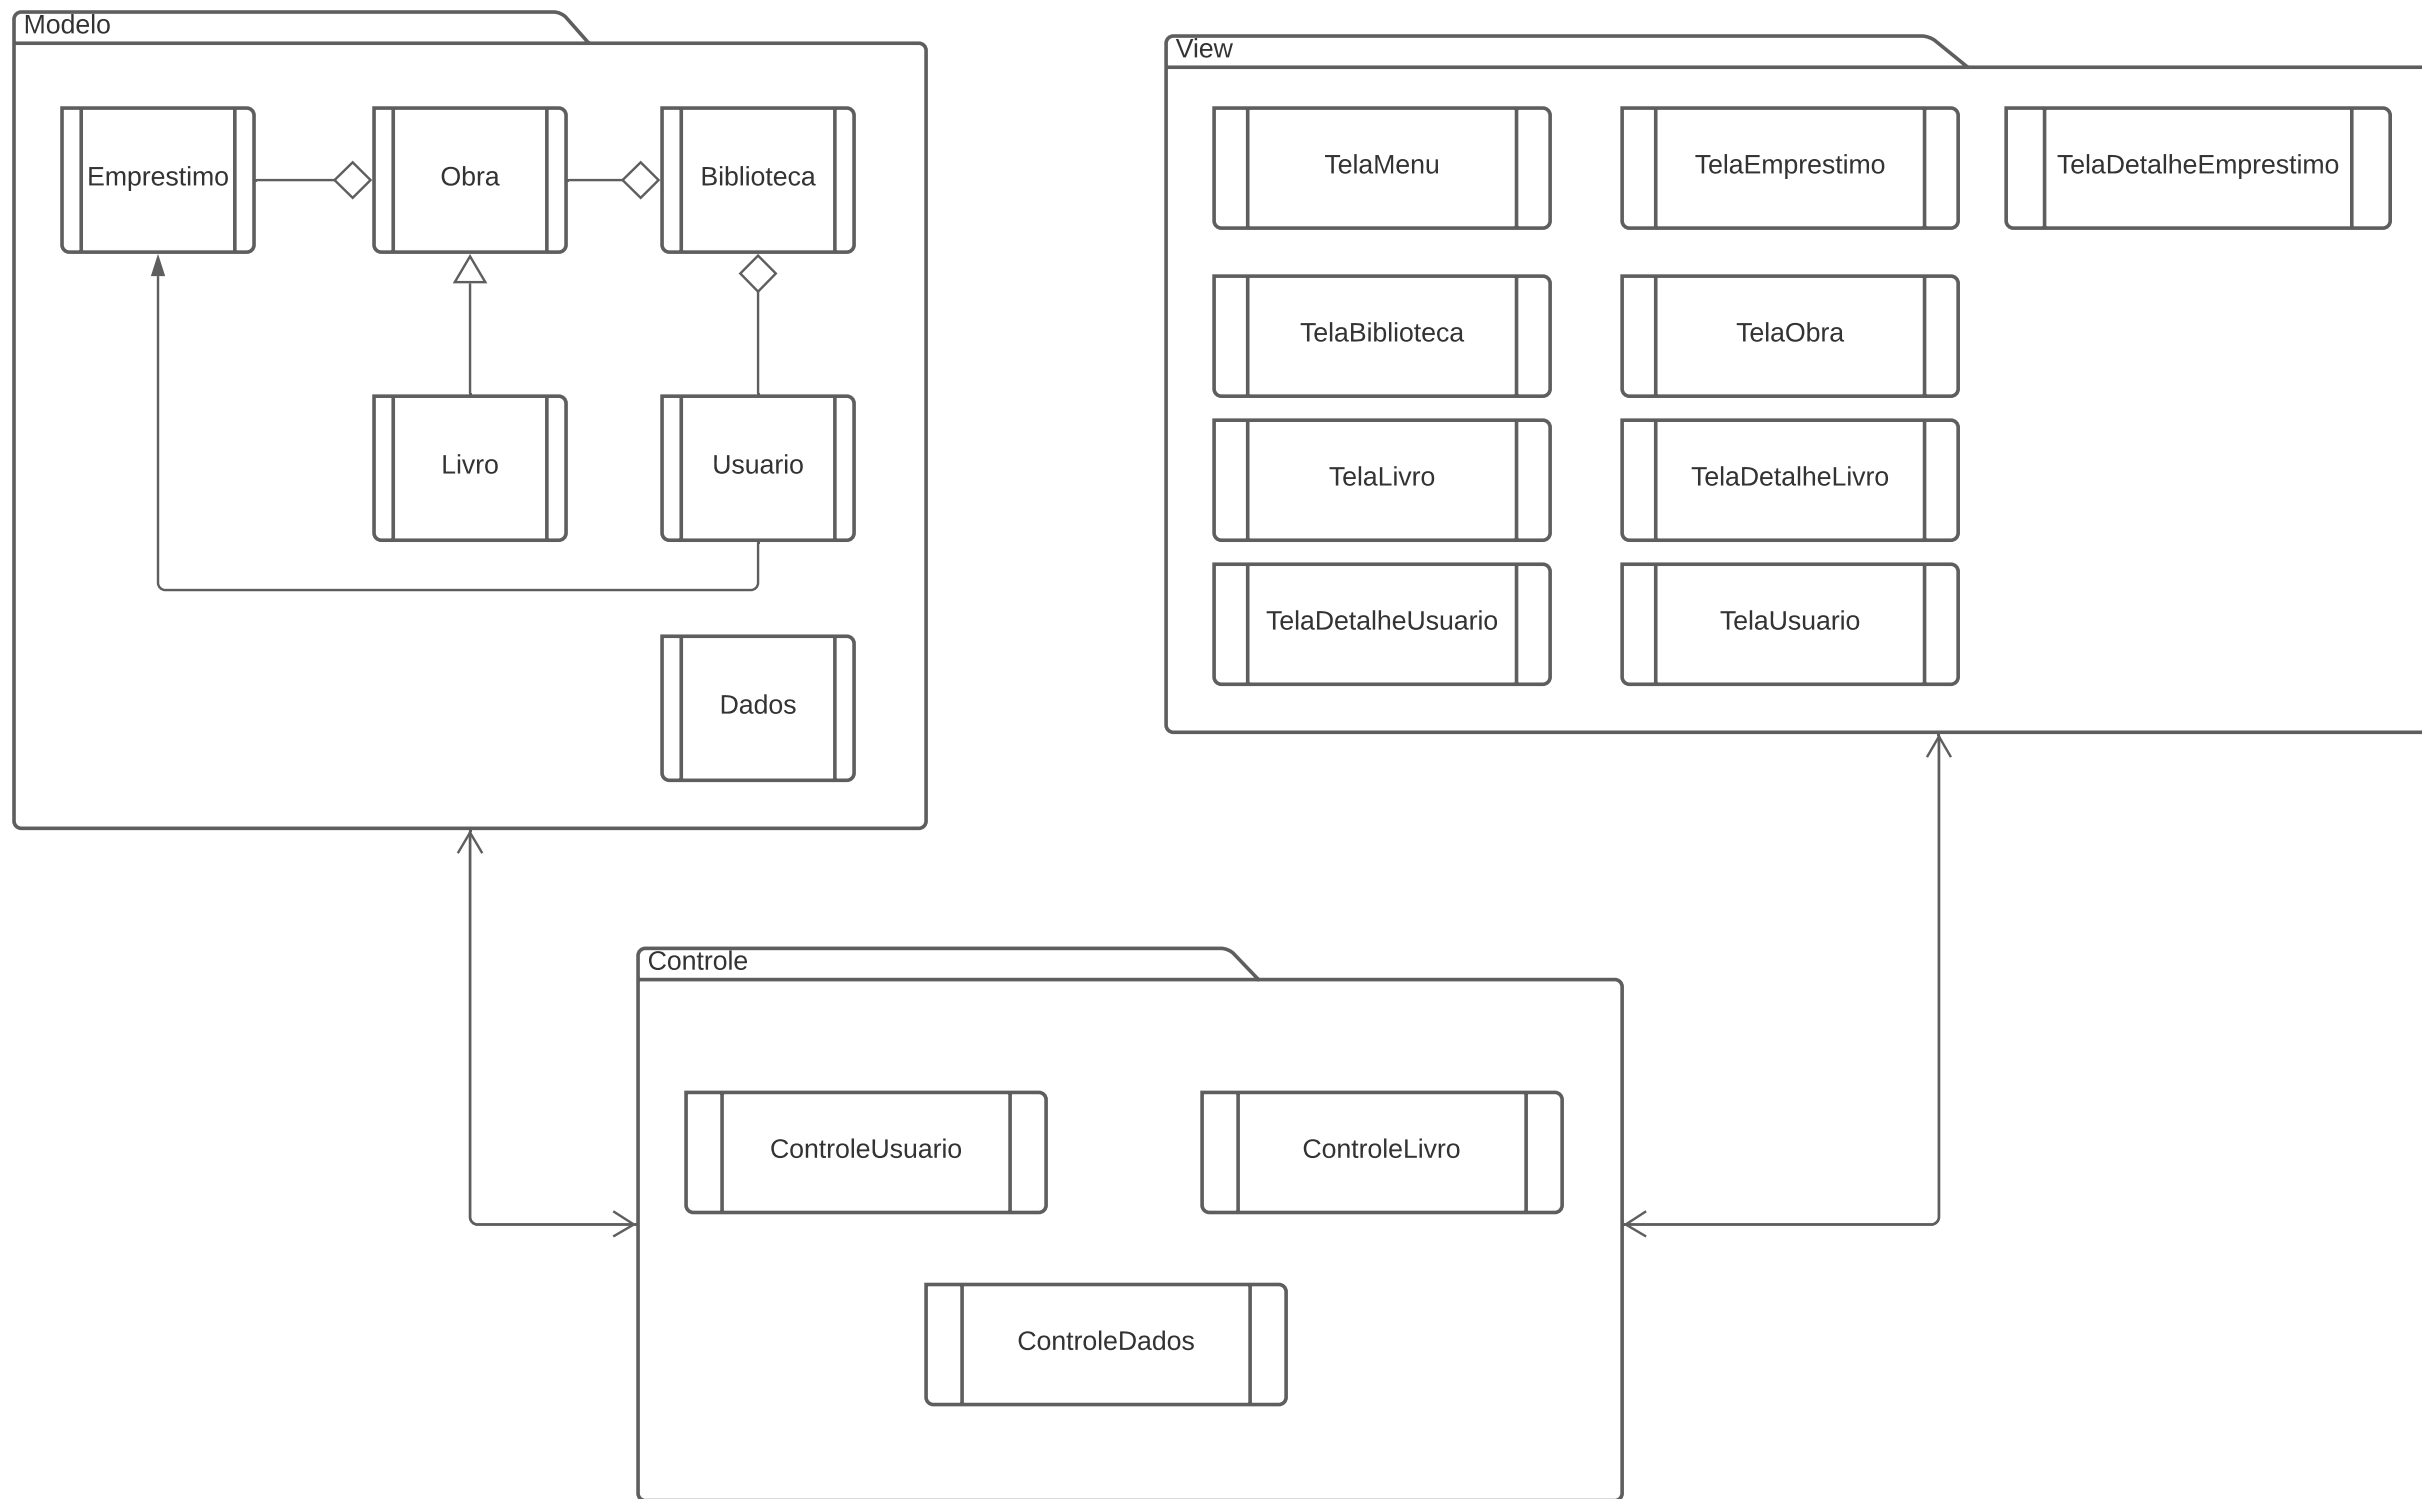 Modelo
Emprestimo
Obra
Biblioteca
Livro
Usuario
Dados
View
TelaMenu
TelaEmprestimo
TelaDetalheEmprestimo
TelaBiblioteca
TelaObra
TelaLivro
TelaDetalheLivro
TelaDetalheUsuario
TelaUsuario
Controle
ControleUsuario
ControleLivro
ControleDados